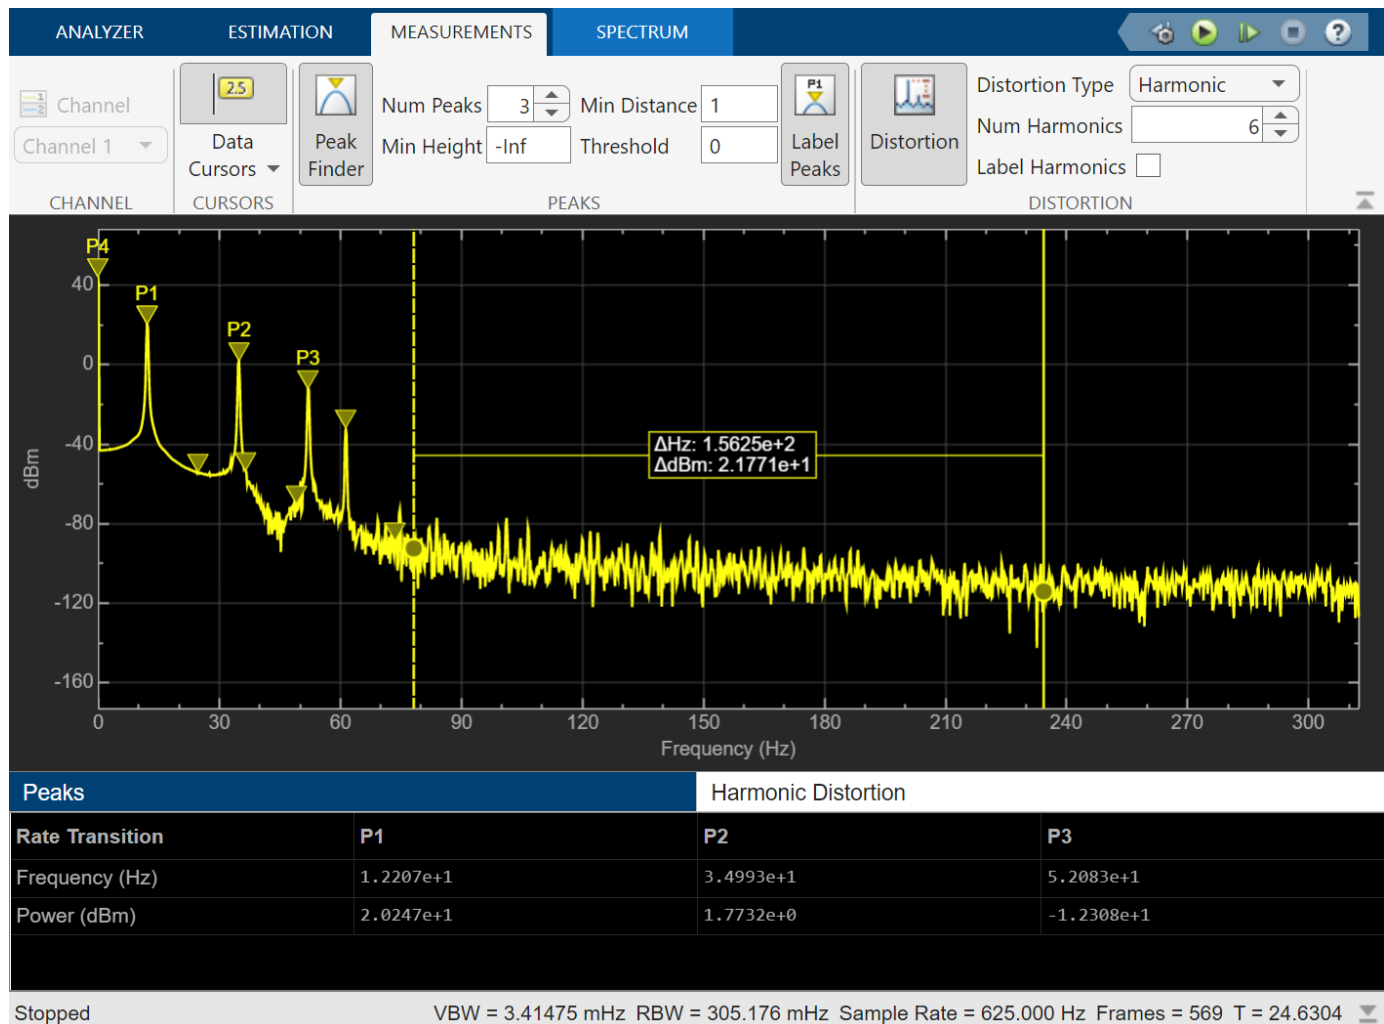 ANALYZER ESTIMATION MEASUREMENTS SPECTRUM
?
Channel
Channel 1
CHANNEL
2.5
Data
Cursors
CURSORS
Peak
Finder
Num Peaks 3 Min Distance 1
Min Height -Inf Threshold 0
P1
Label
Peaks
PEAKS
Distortion
Distortion Type Harmonic
Num Harmonics 6
Label Harmonics
DISTORTION
P4
P1
P2
P3
ΔHz: 1.5625e+2
ΔdBm: 2.1771e+1
dBm
40
0
-40
-80
-120
-160
0 30 60 90 120 150 180 210 240 270 300
Frequency (Hz)
Peaks Harmonic Distortion
Rate Transition P1 P2 P3
Frequency (Hz) 1.2207e+1 3.4993e+1 5.2083e+1
Power (dBm) 2.0247e+1 1.7732e+0 -1.2308e+1
Stopped VBW = 3.41475 mHz RBW = 305.176 mHz Sample Rate = 625.000 Hz Frames = 569 T = 24.6304